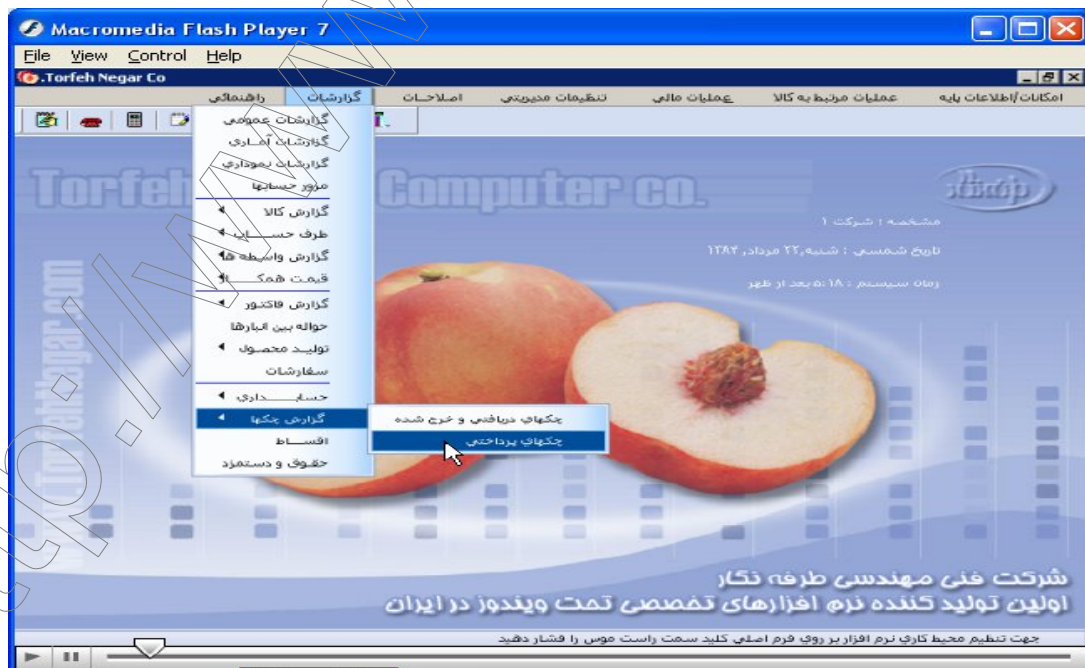 Macromedia Flash Player 7
File View Control Help
.Torfeh Negar Co
امکانات/اطلاعات پایه عملیات مرتبط به کالا عملیات مالی تنظیمات مدیریتی اصلاحات گزارشات راهنمائی
گزارشات عمومی
گزارشات آماری
گزارشات نموداری
مرور حسابها
گزارش کالا
طرف حساب
گزارش واسطه ها
قیمت همکار
گزارش فاکتور
حواله بین انبارها
تولید محصول
سفارشات
حسابداری
گزارش چکها
اقساط
حقوق و دستمزد
چکهای دریافتی و خرج شده
چکهای پرداختی
Torfeh Computer co.
مشخصه : شرکت ۱
تاریخ شمسی : شنبه, ۲۲ مرداد, ۱۳۸۴
زمان سیستم : ۵:۱۸ بعد از ظهر
www.TorfehNegar.com
شرکت فنی مهندسی طرفه نگار
اولین تولید کننده نرم افزارهای تخصصی تحت ویندوز در ایران
جهت تنظیم محیط کاری نرم افزار بر روی فرم اصلی کلید سمت راست موس را فشار دهید